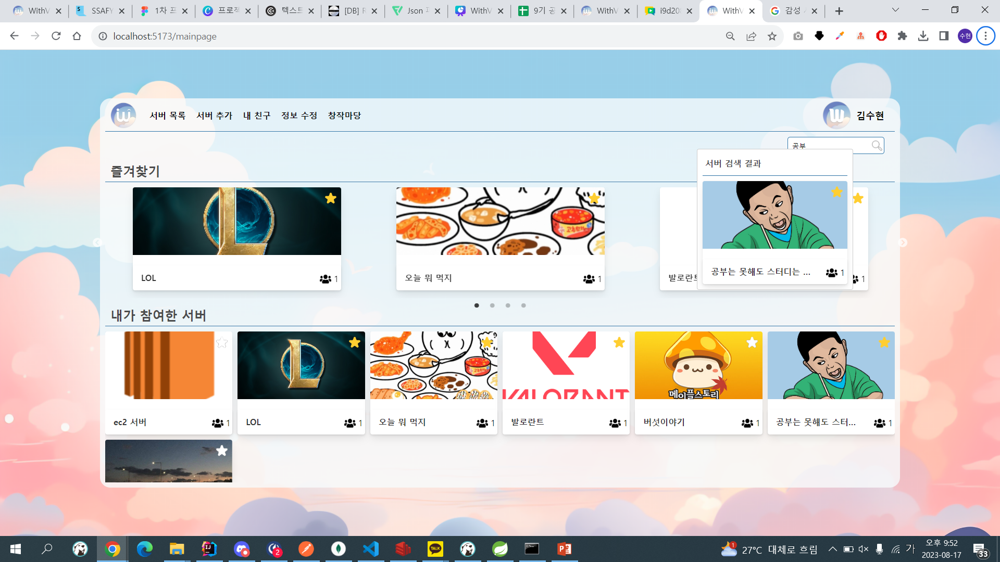 WithV
SSAFY
1차 프
프로젝
텍스트
[DB] R
Json 파
WithV
9기 공
WithV
i9d20
WithV
감성
localhost:5173/mainpage
수현
서버 목록 서버 추가 내 친구 정보 수정 창작마당
김수현
공부
서버 검색 결과
즐겨찾기
고추참치
LOL 1
오늘 뭐 먹지 1
발로란트 1
공부는 못해도 스터디는 ... 1
내가 참여한 서버
VALORANT
메이플스토리
ec2 서버 1
LOL 1
오늘 뭐 먹지 1
발로란트 1
버섯이야기 1
공부는 못해도 스터... 1
2
TALK
1
27°C 대체로 흐림
가
오후 9:52
2023-08-17
33